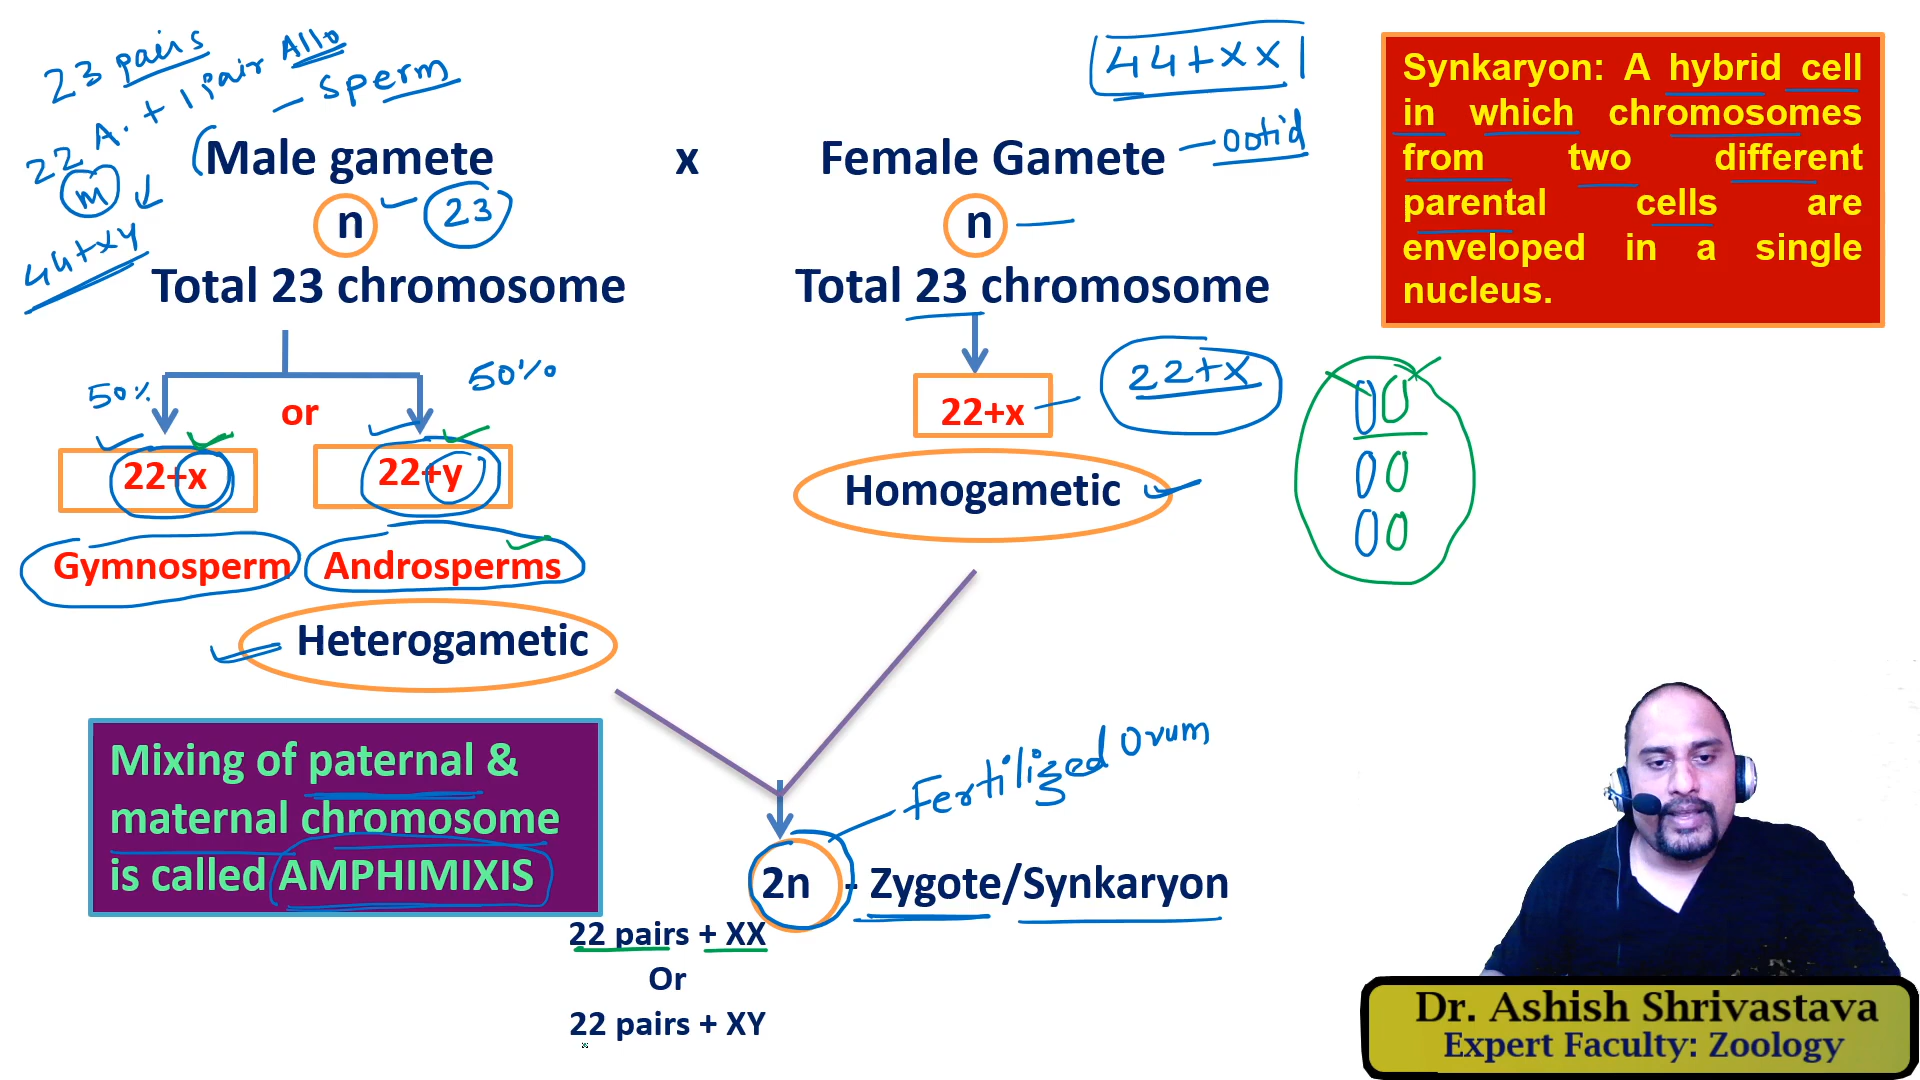 23 pairs
22 A. + 1 pair Allo
- Sperm
m
44+xy
44+xx
Male gamete x Female Gamete
- ootid
n
23
n
Total 23 chromosome
Total 23 chromosome
50%
50%
or
22+x
22+y
Gymnosperm
Androsperms
Heterogametic
22+x
22+x
Homogametic
Synkaryon: A hybrid cell
in which chromosomes
from two different
parental cells are
enveloped in a single
nucleus.
Mixing of paternal &
maternal chromosome
is called AMPHIMIXIS
Fertilized Ovum
2n - Zygote/Synkaryon
22 pairs + XX
Or
22 pairs + XY
Dr. Ashish Shrivastava
Expert Faculty: Zoology